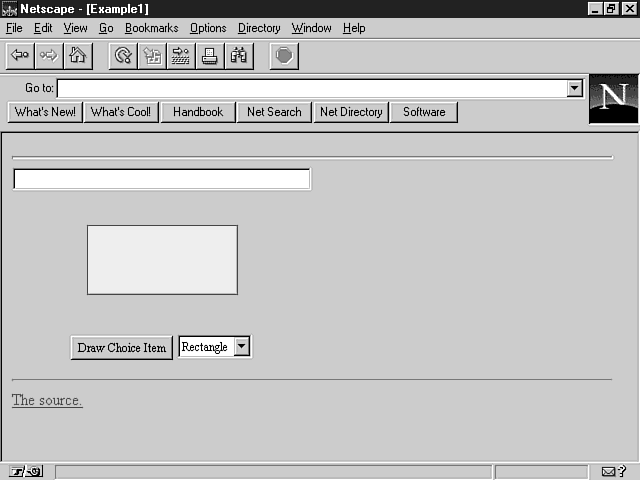 Netscape - [Example1]
File Edit View Go Bookmarks Options Directory Window Help
Go to:
N
What's New! What's Cool! Handbook Net Search Net Directory Software
Draw Choice Item Rectangle
The source.
?